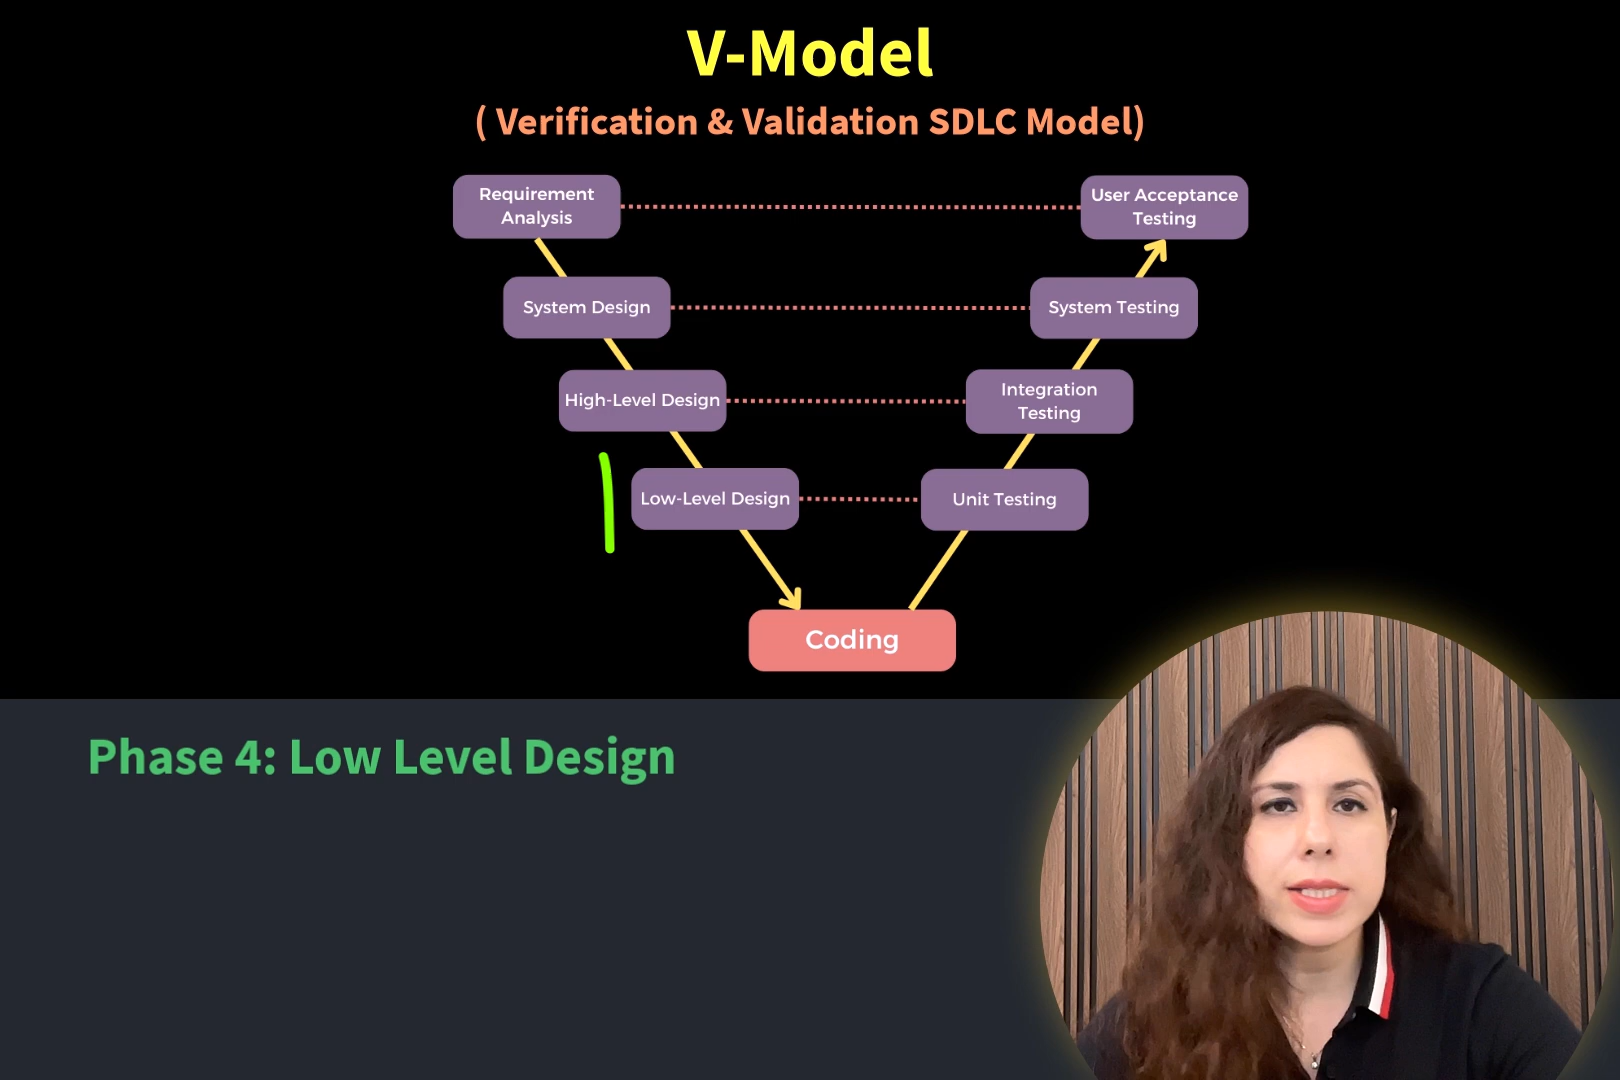 V-Model
( Verification & Validation SDLC Model)
Requirement
Analysis
User Acceptance
Testing
System Design
System Testing
High-Level Design
Integration
Testing
Low-Level Design
Unit Testing
Coding
Phase 4: Low Level Design